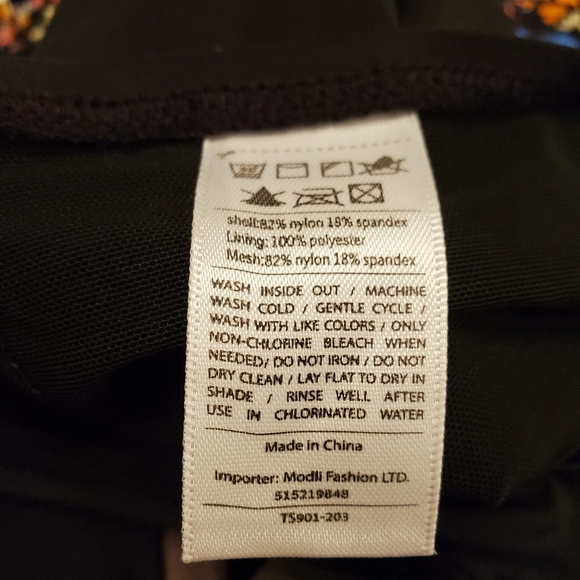 shell:82% nylon 18% spandex
Lining: 100% polyester
Mesh:82% nylon 18% spandex
WASH INSIDE OUT / MACHINE
WASH COLD / GENTLE CYCLE /
WASH WITH LIKE COLORS / ONLY
NON-CHLORINE BLEACH WHEN
NEEDED/ DO NOT IRON / DO NOT
DRY CLEAN / LAY FLAT TO DRY IN
SHADE / RINSE WELL AFTER
USE IN CHLORINATED WATER
Made in China
Importer: Modli Fashion LTD.
515219848
TS901-203